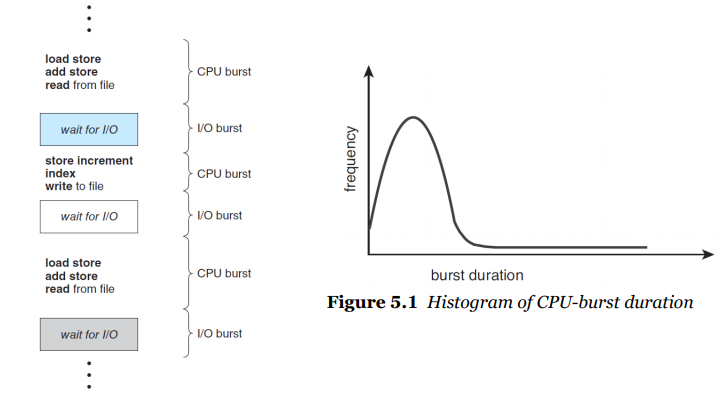 load store
add store
read from file
CPU burst
wait for I/O
I/O burst
store increment
index
write to file
CPU burst
wait for I/O
I/O burst
load store
add store
read from file
CPU burst
wait for I/O
I/O burst
frequency
burst duration
Figure 5.1 Histogram of CPU-burst duration